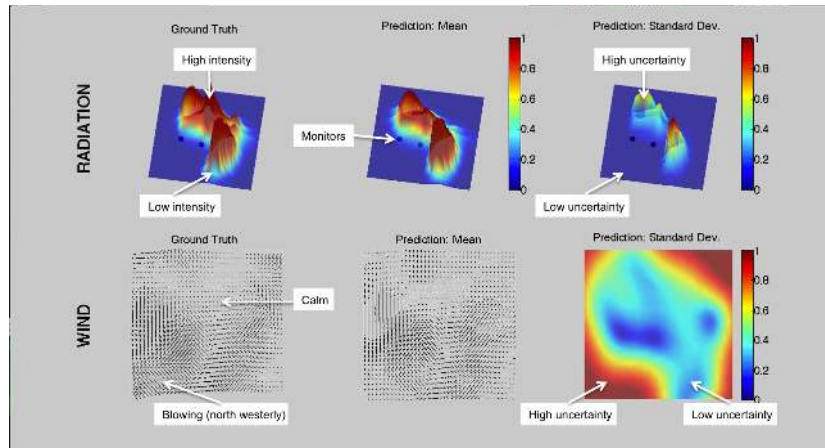 Ground Truth
Prediction: Mean
Prediction: Standard Dev.
RADIATION
High intensity
Low intensity
Monitors
1
0.8
0.6
0.4
0.2
0
High uncertainty
Low uncertainty
1
0.8
0.6
0.4
0.2
0
Ground Truth
Prediction: Mean
Prediction: Standard Dev.
WIND
Calm
Blowing (north westerly)
High uncertainty
Low uncertainty
1
0.8
0.6
0.4
0.2
0